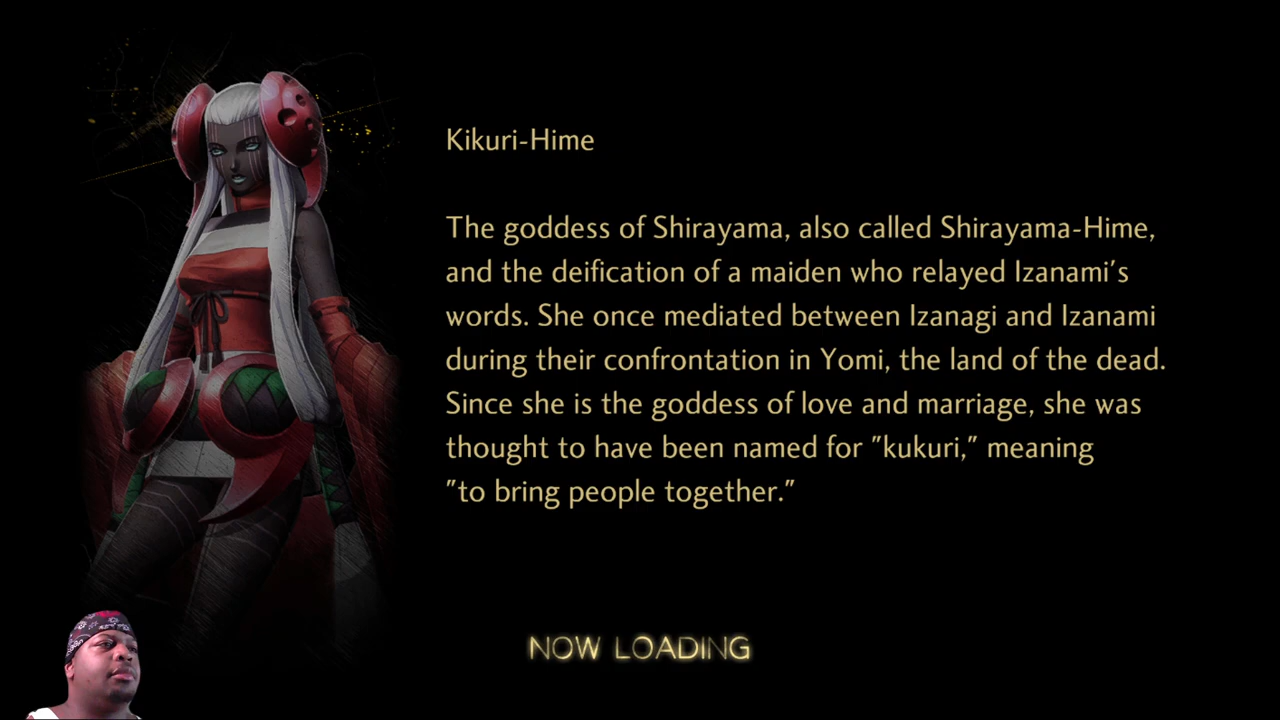 Kikuri-Hime
The goddess of Shirayama, also called Shirayama-Hime,
and the deification of a maiden who relayed Izanami's
words. She once mediated between Izanagi and Izanami
during their confrontation in Yomi, the land of the dead.
Since she is the goddess of love and marriage, she was
thought to have been named for "kukuri," meaning
"to bring people together."
NOW LOADING